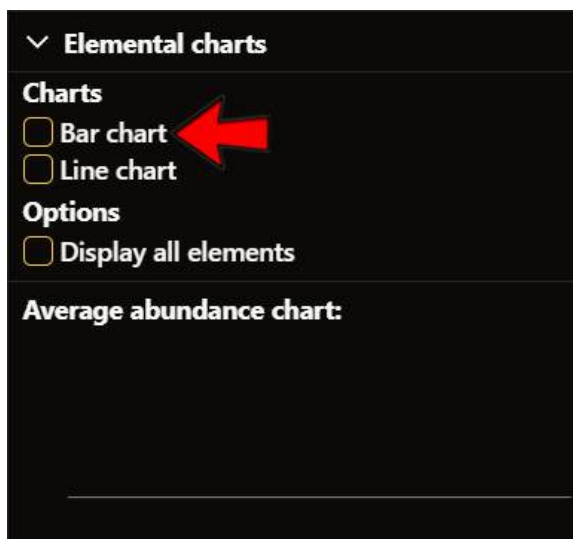 Elemental charts
Charts
Bar chart
Line chart
Options
Display all elements
Average abundance chart: